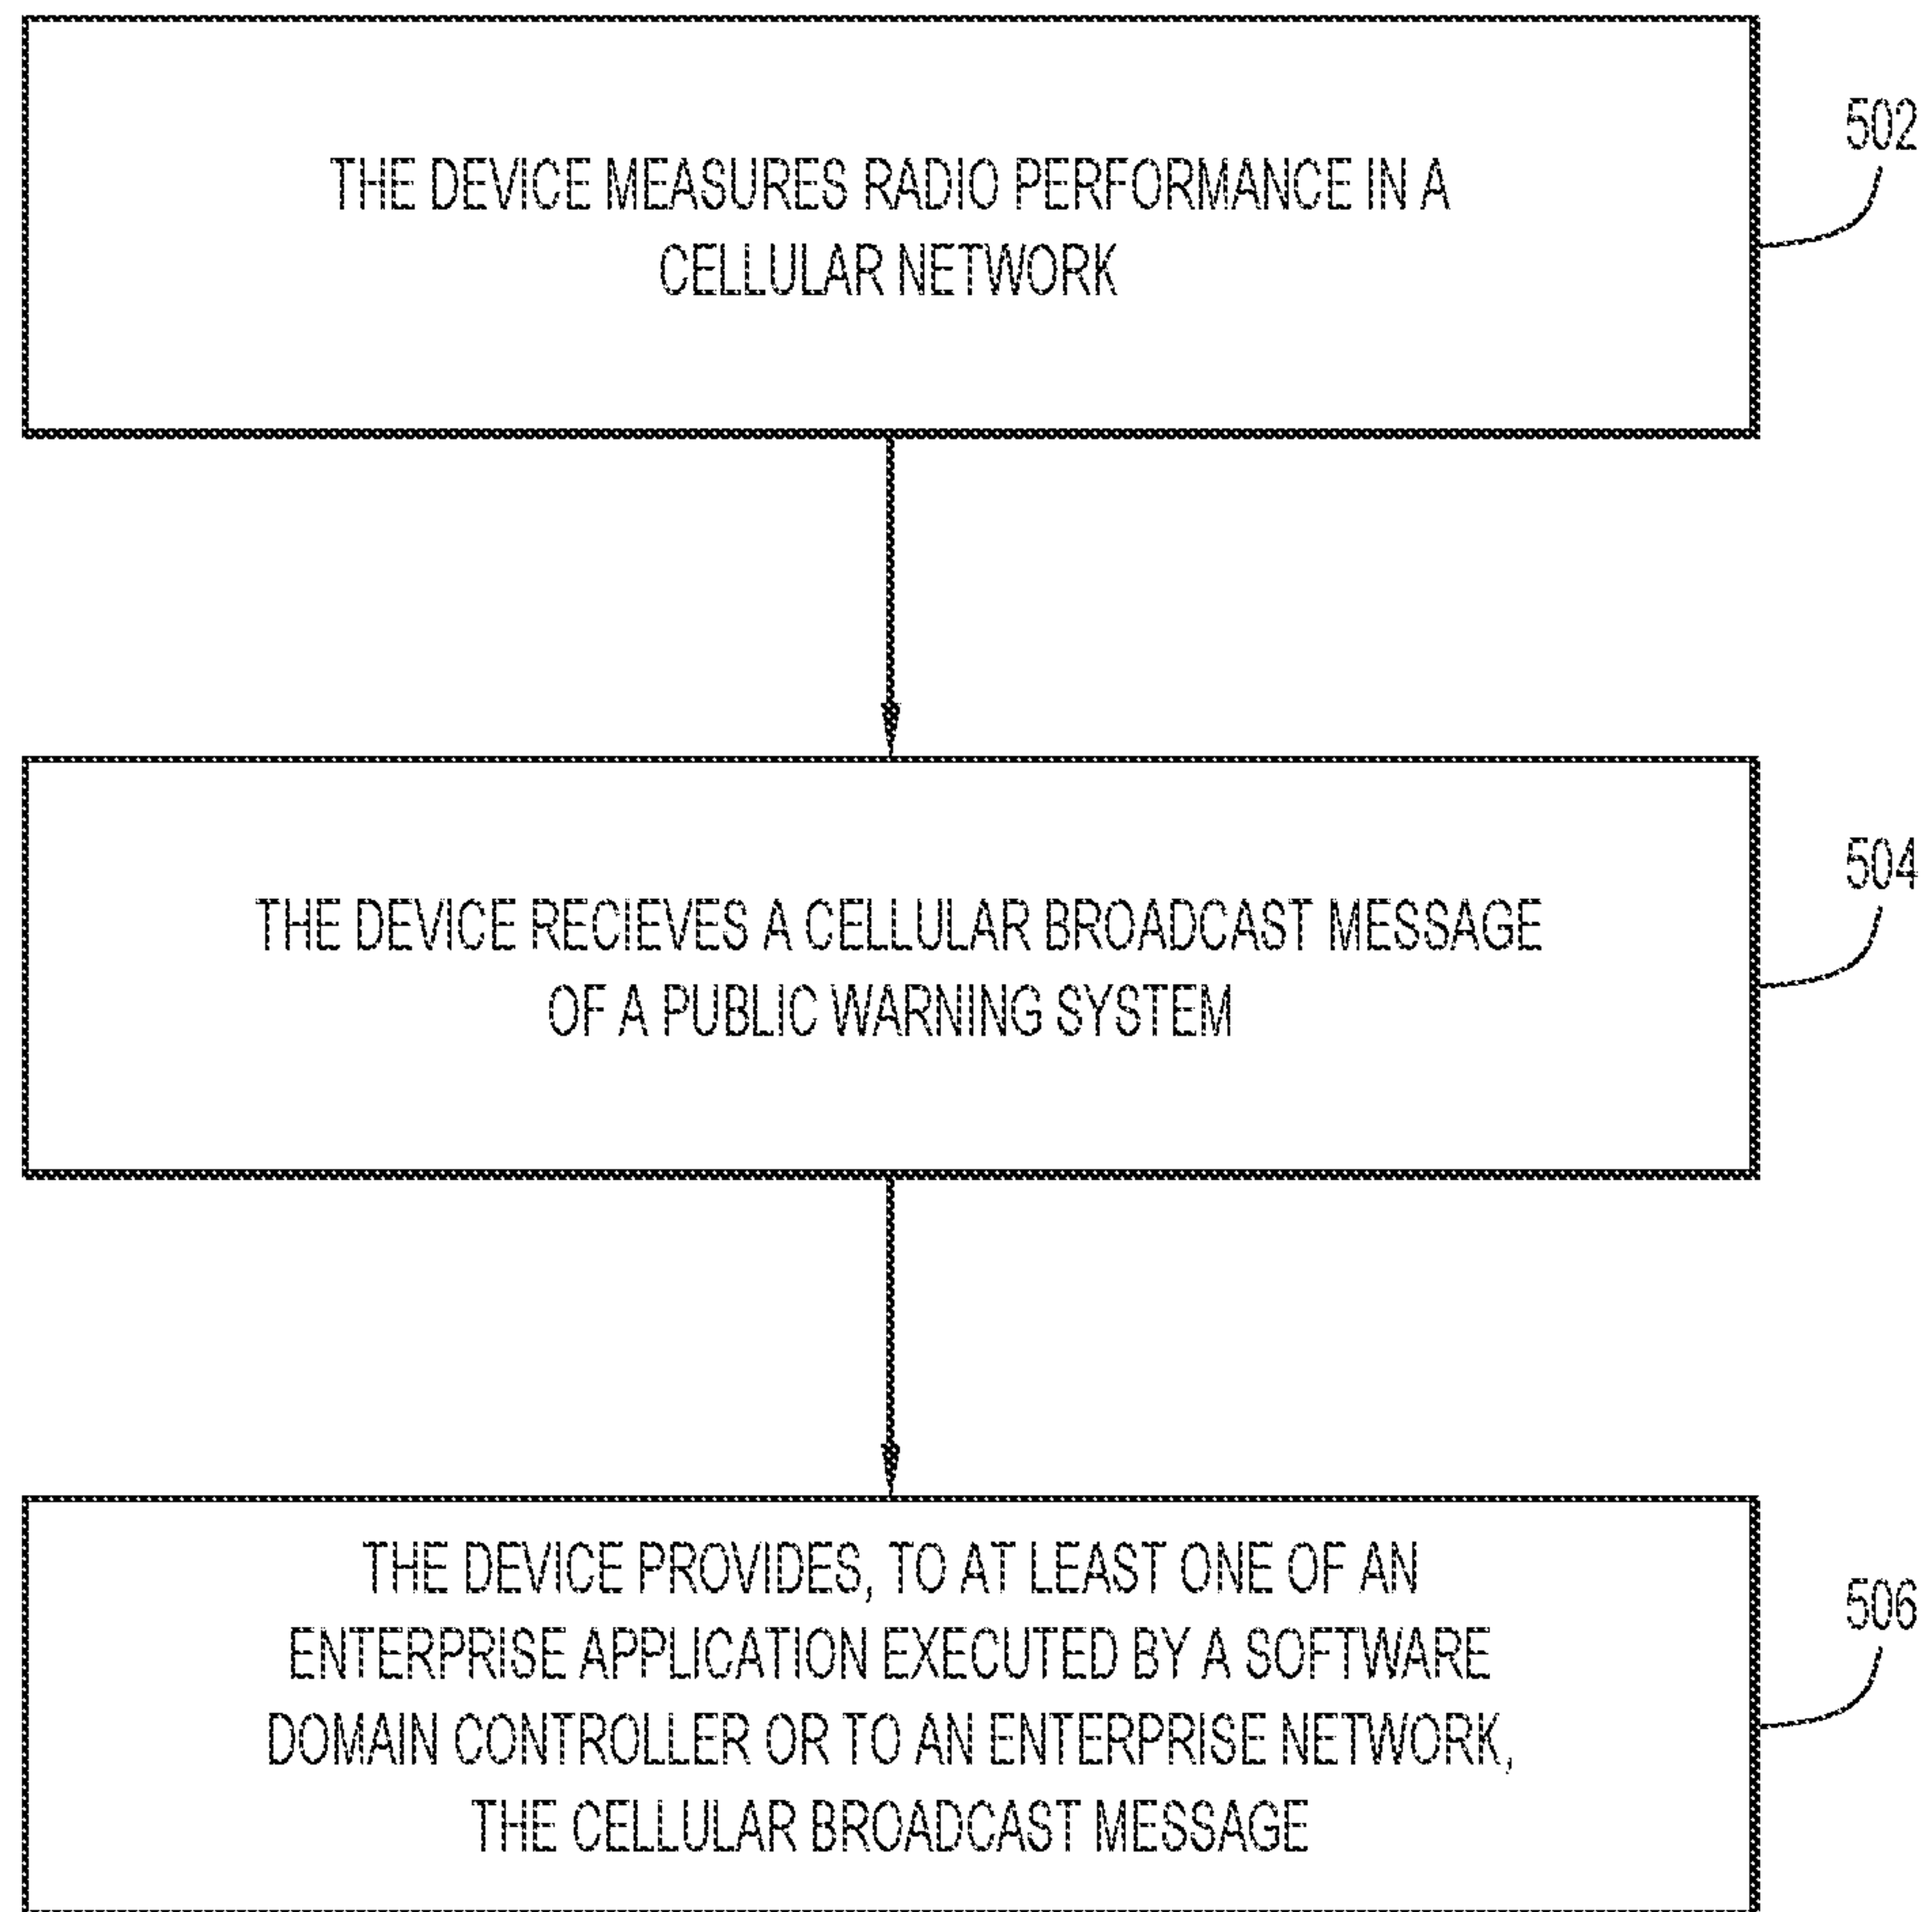 THE DEVICE MEASURES RADIO PERFORMANCE IN A
CELLULAR NETWORK
502
THE DEVICE RECIEVES A CELLULAR BROADCAST MESSAGE
OF A PUBLIC WARNING SYSTEM
504
THE DEVICE PROVIDES, TO AT LEAST ONE OF AN
ENTERPRISE APPLICATION EXECUTED BY A SOFTWARE
DOMAIN CONTROLLER OR TO AN ENTERPRISE NETWORK,
THE CELLULAR BROADCAST MESSAGE
506